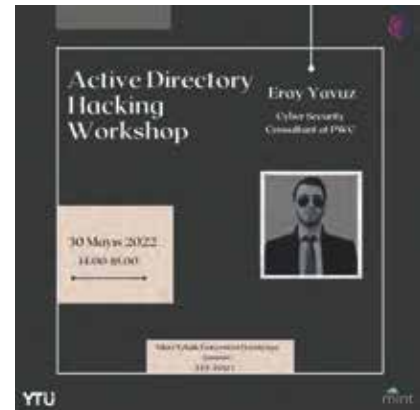 Active Directory
Hacking
Workshop
Eray Yavuz
Cyber Security
Consultant at PWC
30 Mayıs 2022
14.00-18.00
YTU
mint